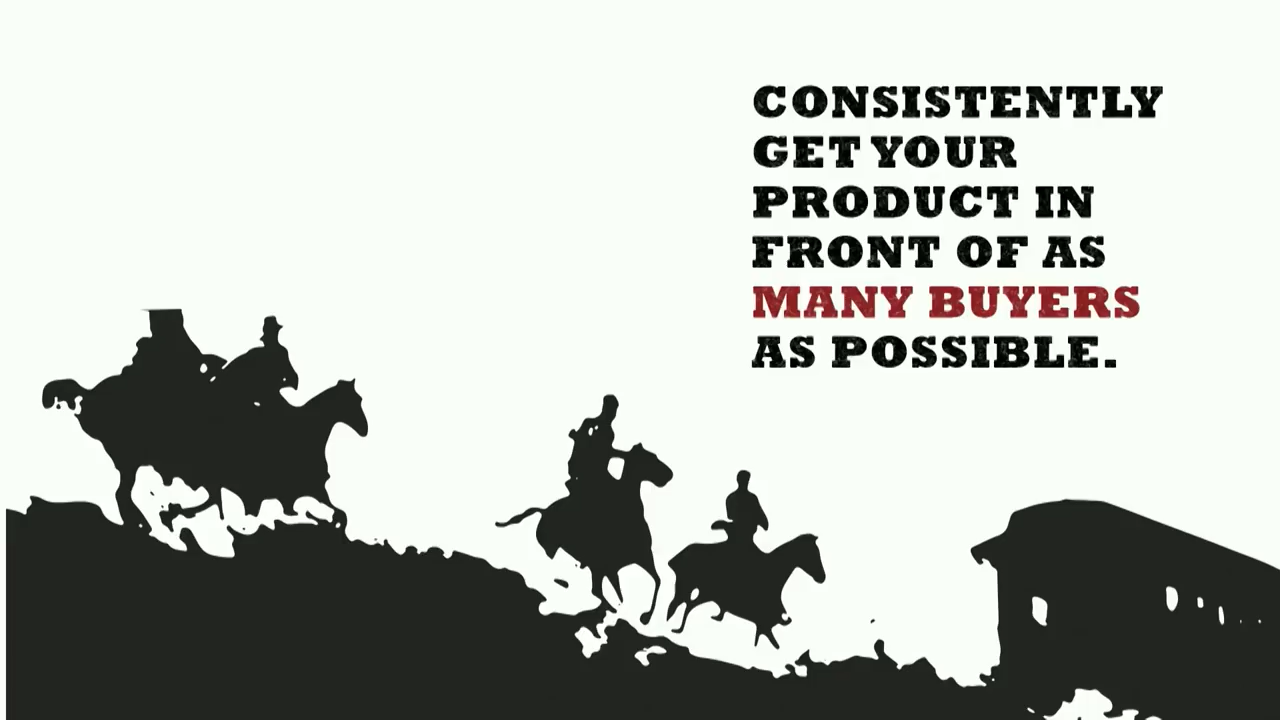 CONSISTENTLY
GET YOUR
PRODUCT IN
FRONT OF AS
MANY BUYERS
AS POSSIBLE.